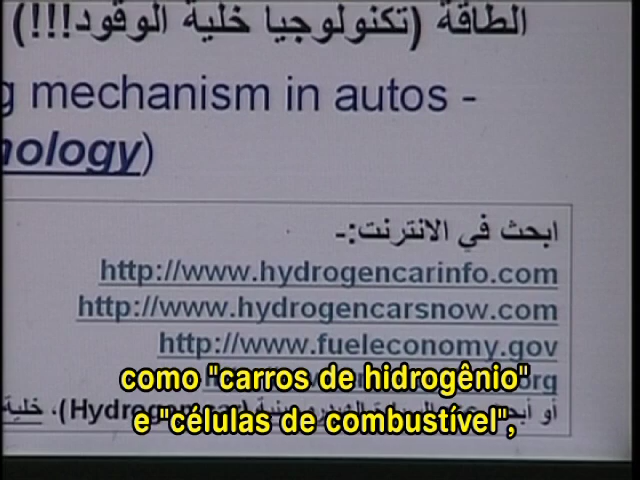 الطاقة (تكنولوجيا خلية الوقود!!!)
mechanism in autos -
ابحث في الانترنت:-
http://www.hydrogencarinfo.com
http://www.hydrogencarsnow.com
http://www.fueleconomy.gov
como "carros de hidrogênio"
e "células de combustível",